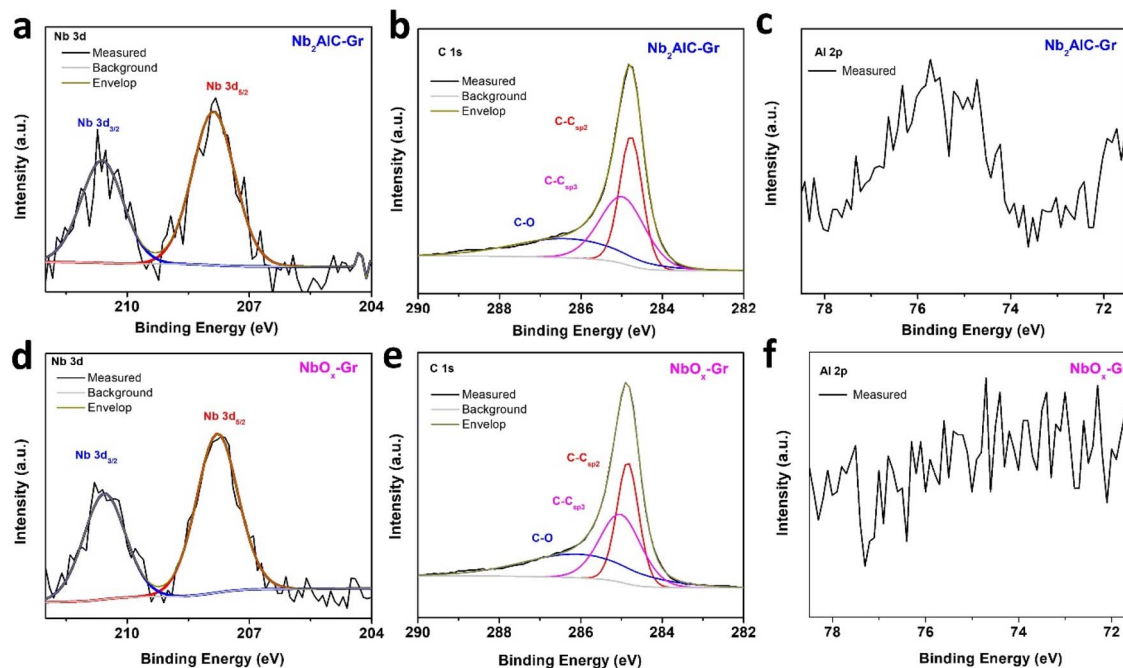 a
Nb 3d
Nb₂AlC-Gr
Measured
Background
Envelop
Nb 3d₅/₂
Nb 3d₃/₂
Intensity (a.u.)
210
207
204
Binding Energy (eV)
b
C 1s
Nb₂AlC-Gr
Measured
Background
Envelop
C-Csp2
C-Csp3
C-O
Intensity (a.u.)
290
288
286
284
282
Binding Energy (eV)
c
Al 2p
Nb₂AlC-Gr
Measured
Intensity (a.u.)
78
76
74
72
Binding Energy (eV)
d
Nb 3d
NbOₓ-Gr
Measured
Background
Envelop
Nb 3d₅/₂
Nb 3d₃/₂
Intensity (a.u.)
210
207
204
Binding Energy (eV)
e
C 1s
NbOₓ-Gr
Measured
Background
Envelop
C-Csp2
C-Csp3
C-O
Intensity (a.u.)
290
288
286
284
282
Binding Energy (eV)
f
Al 2p
NbOₓ-G
Measured
Intensity (a.u.)
78
76
74
72
Binding Energy (eV)